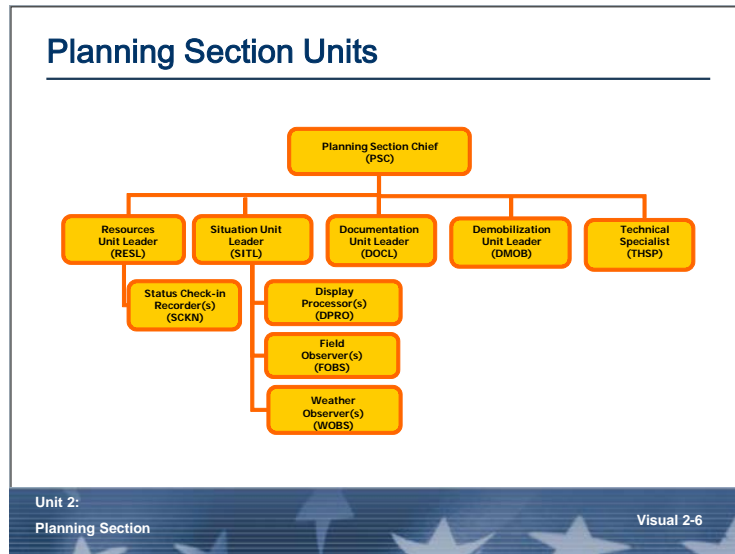 Planning Section Units
Planning Section Chief
(PSC)
Resources
Unit Leader
(RESL)
Situation Unit
Leader
(SITL)
Documentation
Unit Leader
(DOCL)
Demobilization
Unit Leader
(DMOB)
Technical
Specialist
(THSP)
Status Check-in
Recorder(s)
(SCKN)
Display
Processor(s)
(DPRO)
Field
Observer(s)
(FOBS)
Weather
Observer(s)
(WOBS)
Unit 2:
Planning Section
Visual 2-6